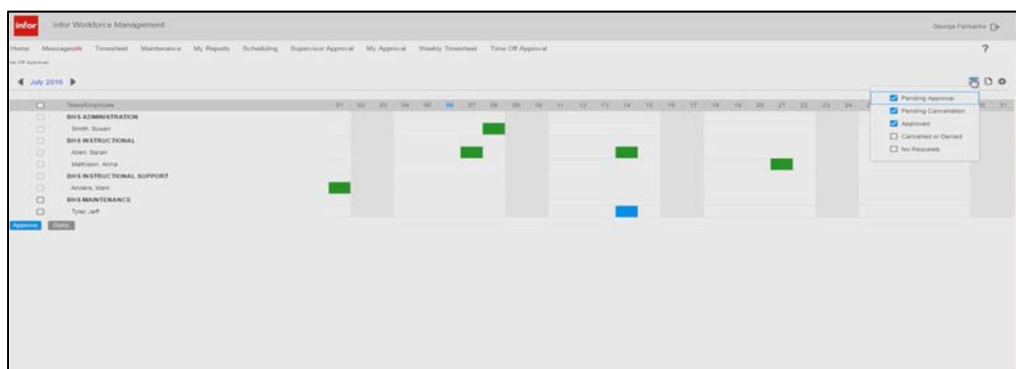 infor Infor Workforce Management George Fatmanke
Home Messages Timesheet Maintenance My Reports Scheduling Supervisor Approval My Approval Weekly Timesheet Time Off Approval ?
Off Approval
July 2016
Team/Employee 01 02 03 04 05 06 07 08 09 10 11 12 13 14 15 16 17 18 19 20 21 22 23 24 31
Pending Approval
Pending Cancellation
Approved
Cancelled or Denied
No Requests
BHS ADMINISTRATION
Smith, Susan
BHS INSTRUCTIONAL
Allen, Sarah
Mathison, Anna
BHS INSTRUCTIONAL SUPPORT
Anders, Mark
BHS MAINTENANCE
Tyler, Jeff
Approve Deny